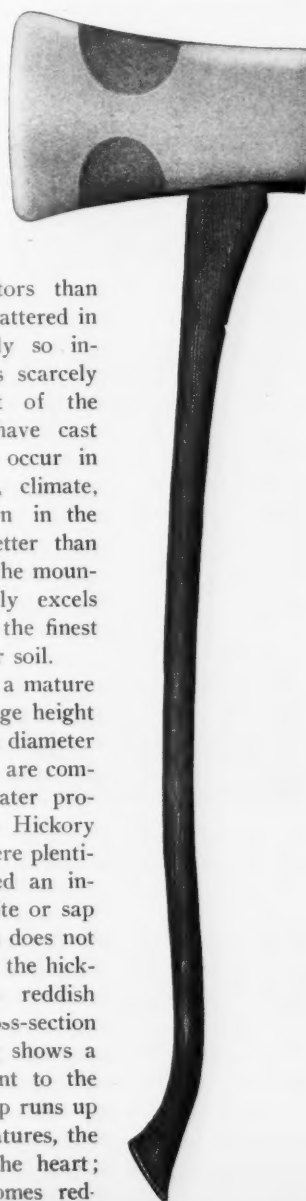 tors than
attered in
ly so in-
s scarcely
t of the
have cast
occur in
, climate,
n in the
etter than
he moun-
ly excels
the finest
r soil.
a mature
ge height
diameter
are com-
ater pro-
Hickory
ere plenti-
ed an in-
te or sap
does not
the hick-
reddish
ss-section
shows a
nt to the
p runs up
atures, the
he heart;
omes red-